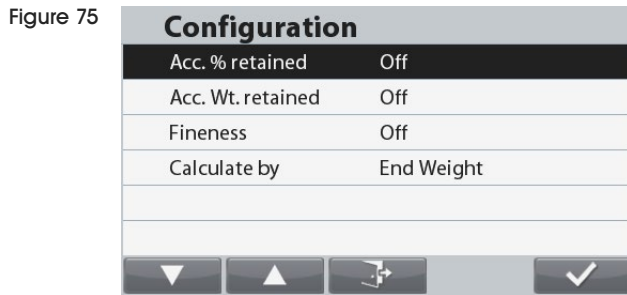 Figure 75
Configuration
Acc. % retained Off
Acc. Wt. retained Off
Fineness Off
Calculate by End Weight